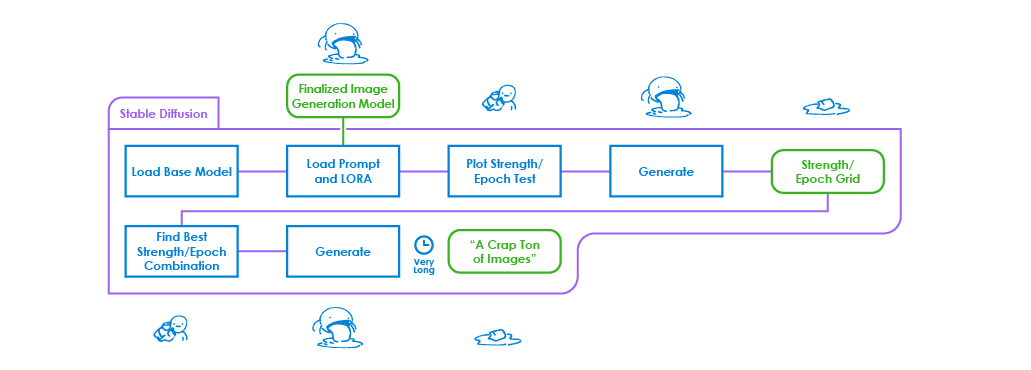 Finalized Image
Generation Model
Stable Diffusion
Load Base Model
Load Prompt
and LORA
Plot Strength/
Epoch Test
Generate
Strength/
Epoch Grid
Find Best
Strength/Epoch
Combination
Generate
Very
Long
“A Crap Ton
of Images”